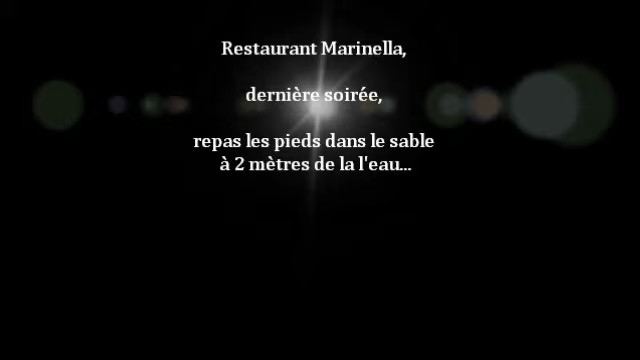 Restaurant Marinella,
dernière soirée,
repas les pieds dans le sable
à 2 mètres de la l'eau...